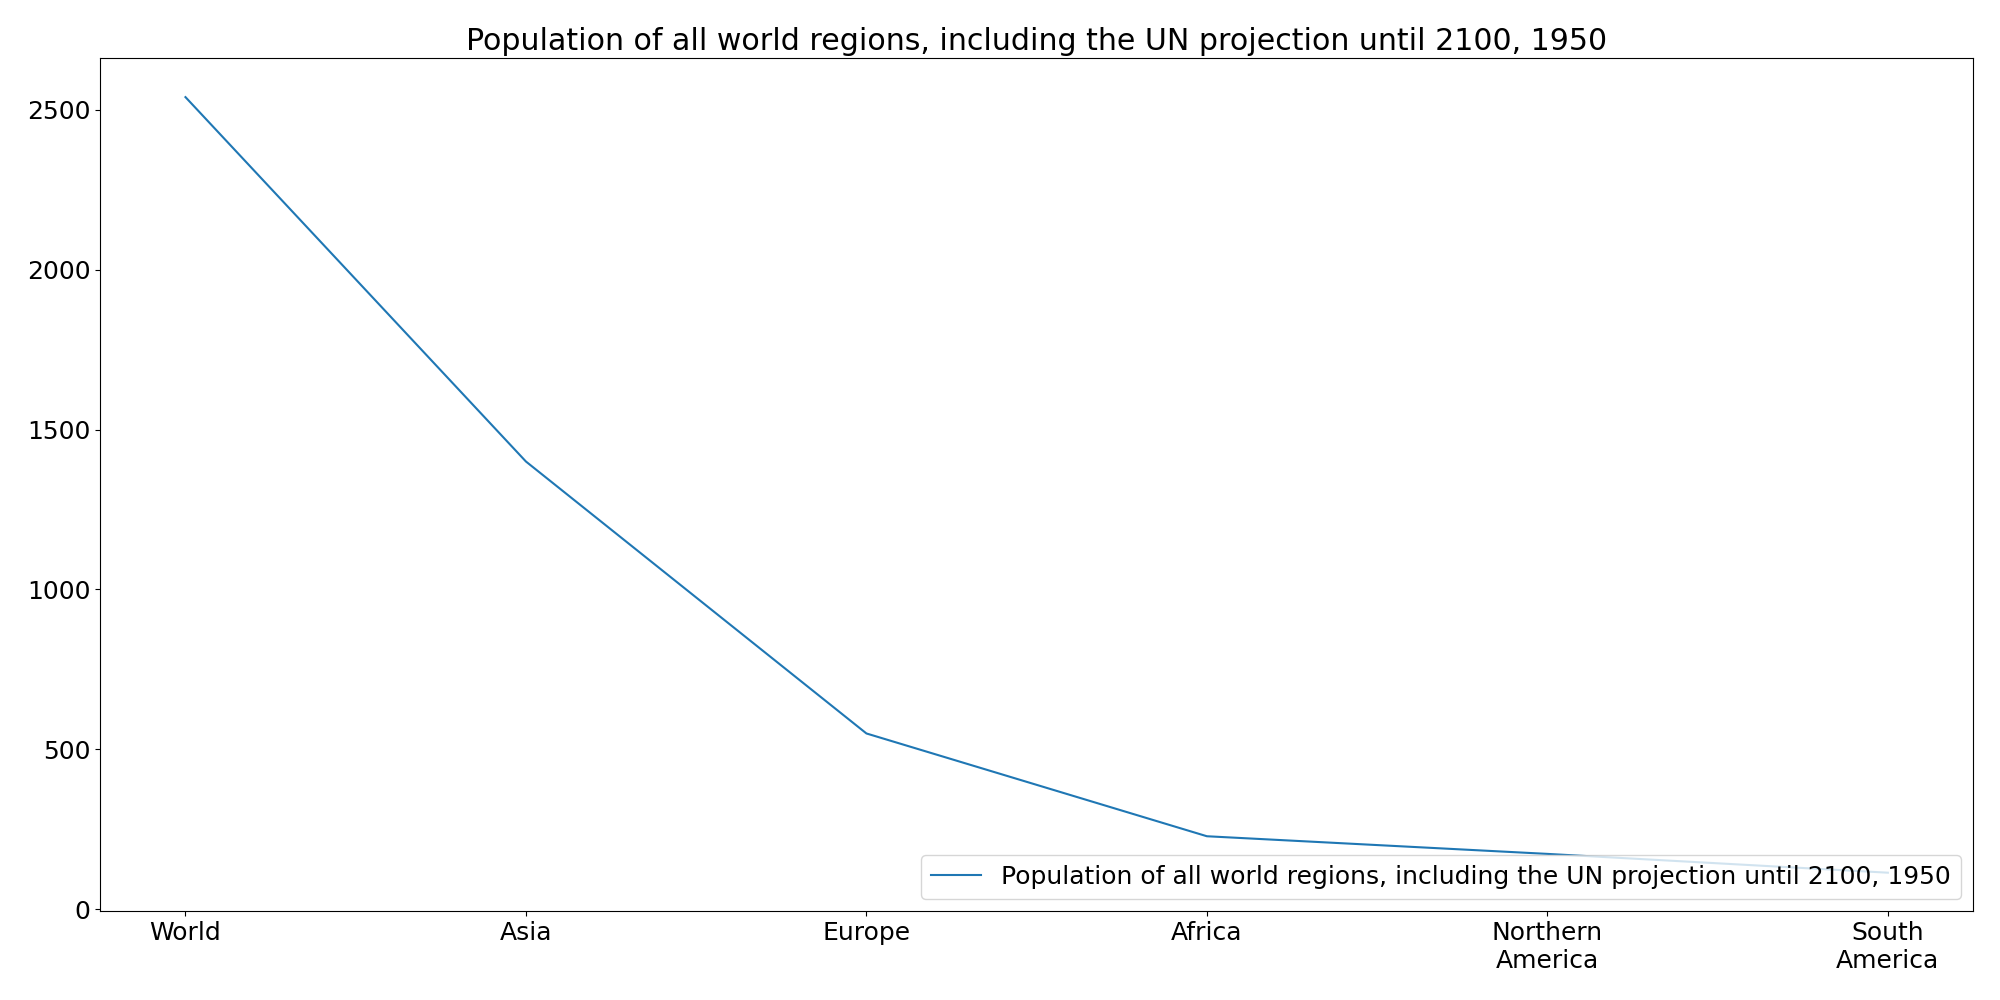 Population of all world regions, including the UN projection until 2100, 1950
2500
2000
1500
1000
500
0
Population of all world regions, including the UN projection until 2100, 1950
World Asia Europe Africa Northern South
America America